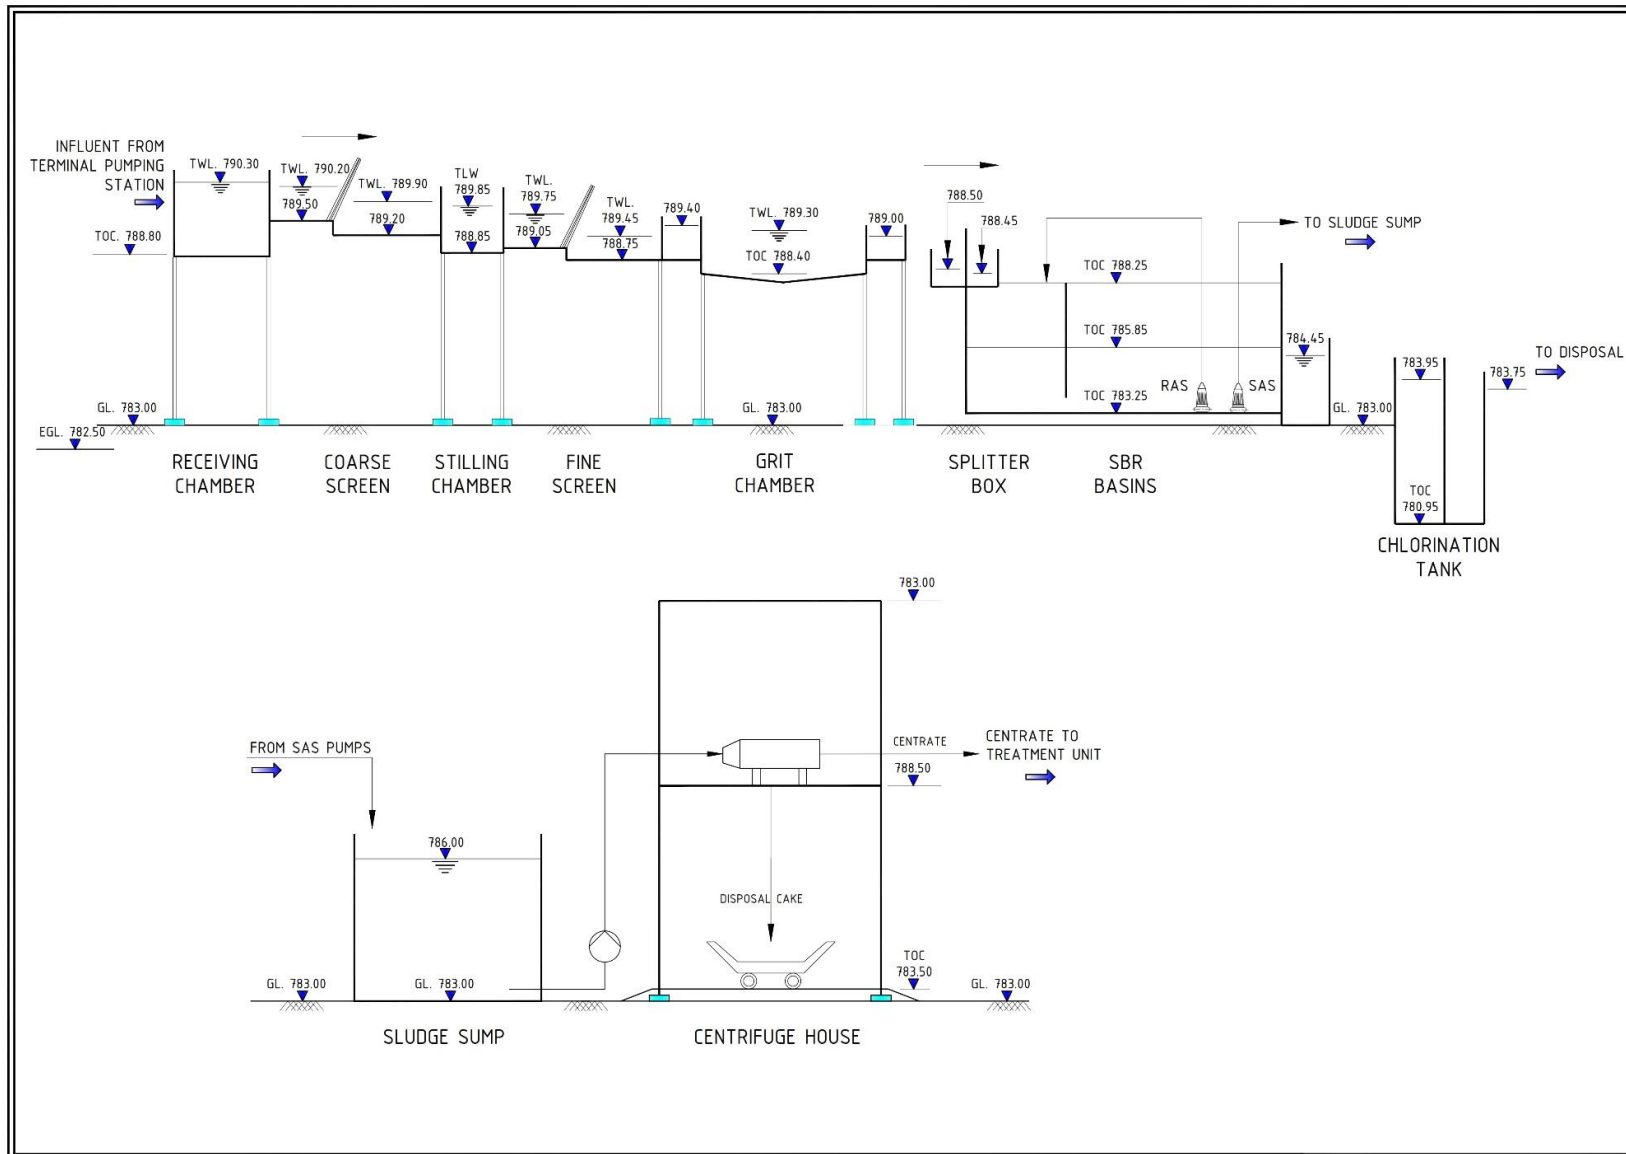 INFLUENT FROM
TERMINAL PUMPING
STATION
TWL. 790.30
TOC. 788.80
TWL. 790.20
789.50
TWL. 789.90
789.20
TLW
789.85
788.85
TWL.
789.75
789.05
TWL.
789.45
788.75
789.40
TWL. 789.30
TOC 788.40
789.00
788.50
788.45
TOC 788.25
TOC 785.85
TOC 783.25
RAS
SAS
TO SLUDGE SUMP
784.45
783.95
783.75
TO DISPOSAL
TOC
780.95
GL. 783.00
EGL. 782.50
GL. 783.00
GL. 783.00
RECEIVING
CHAMBER
COARSE
SCREEN
STILLING
CHAMBER
FINE
SCREEN
GRIT
CHAMBER
SPLITTER
BOX
SBR
BASINS
CHLORINATION
TANK
FROM SAS PUMPS
786.00
GL. 783.00
GL. 783.00
SLUDGE SUMP
783.00
CENTRATE
CENTRATE TO
TREATMENT UNIT
788.50
DISPOSAL CAKE
TOC
783.50
GL. 783.00
CENTRIFUGE HOUSE